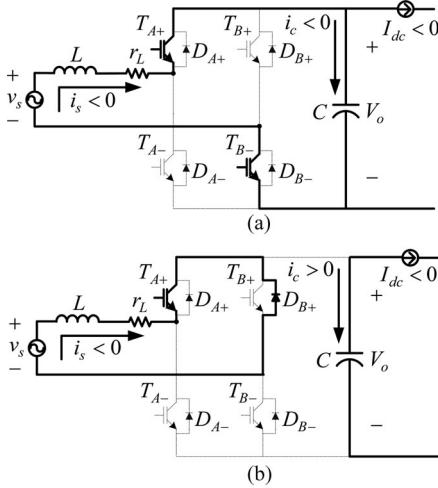 T_{A+} D_{A+} T_{B+} D_{B+} i_c<0 I_{dc}<0
L r_L
+ v_s − i_s<0
+ C V_o −
T_{A−} D_{A−} T_{B−} D_{B−}
(a)
T_{A+} D_{A+} T_{B+} D_{B+} i_c>0 I_{dc}<0
L r_L
+ v_s − i_s<0
+ C V_o −
T_{A−} D_{A−} T_{B−} D_{B−}
(b)